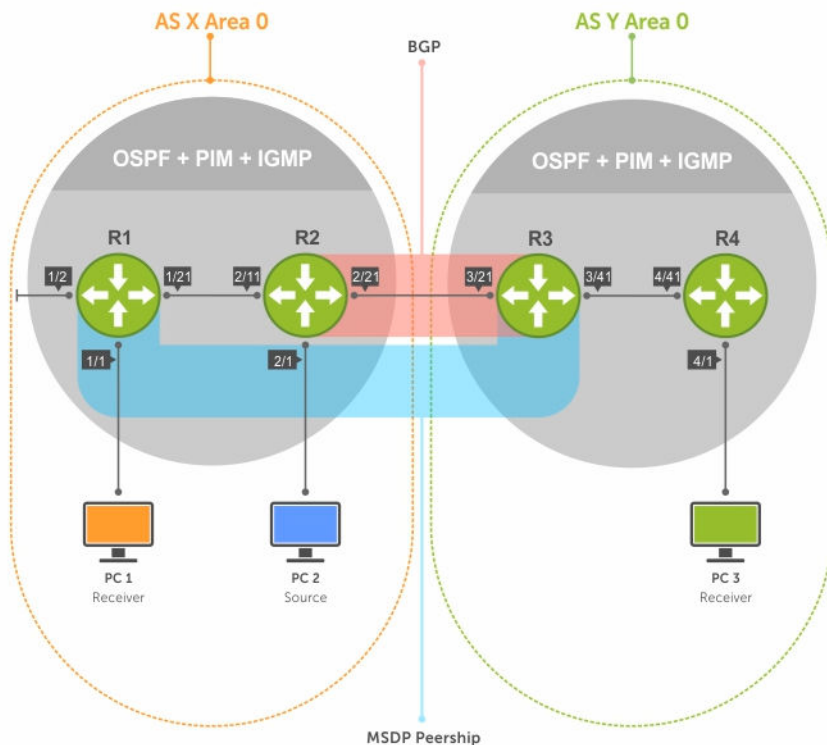 AS X Area 0
BGP
AS Y Area 0
OSPF + PIM + IGMP
OSPF + PIM + IGMP
R1
R2
R3
R4
1/2
1/21
2/11
2/21
3/21
3/41
4/41
1/1
2/1
4/1
PC 1
Receiver
PC 2
Source
PC 3
Receiver
MSDP Peership